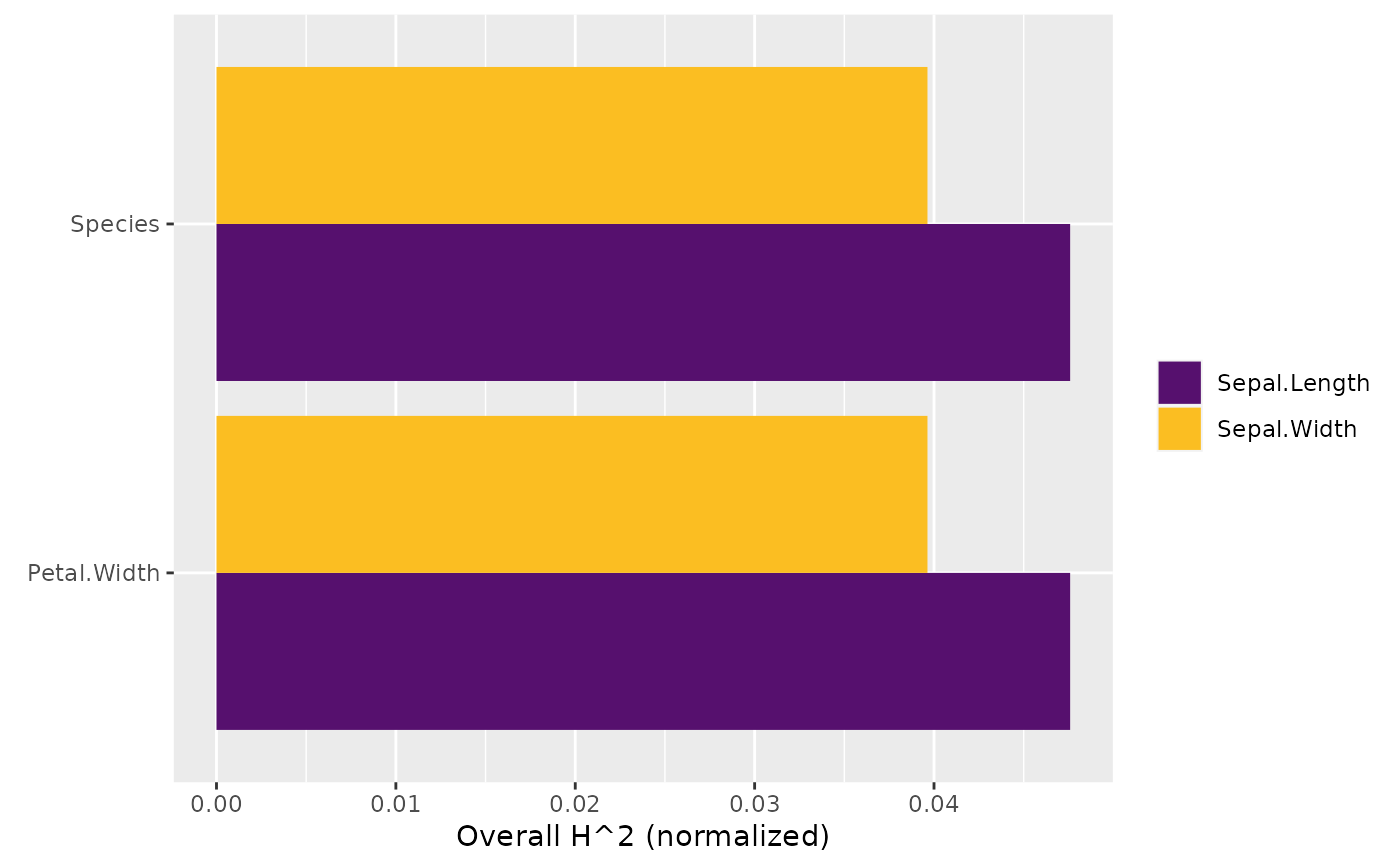 Species
Petal.Width
0.00 0.01 0.02 0.03 0.04
Overall H^2 (normalized)
Sepal.Length
Sepal.Width